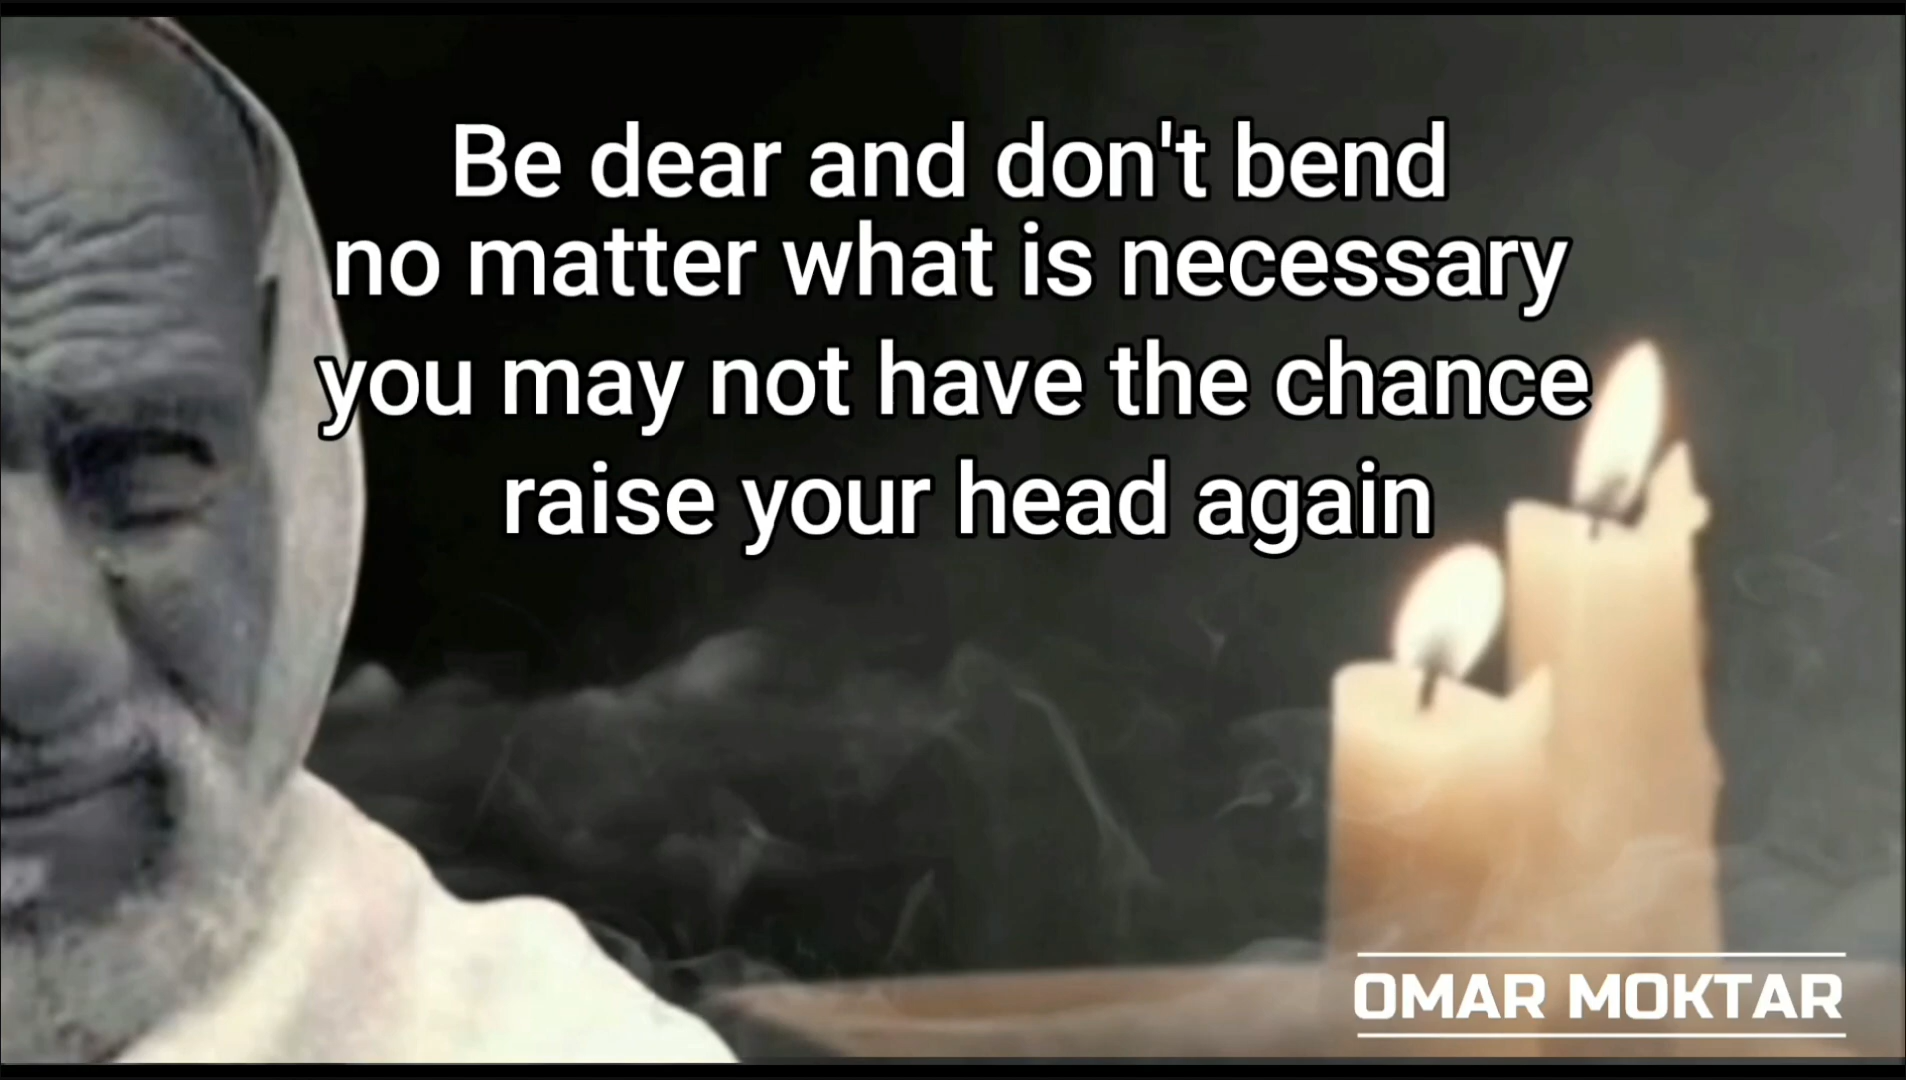 Be dear and don't bend
no matter what is necessary
you may not have the chance
raise your head again
OMAR MOKTAR